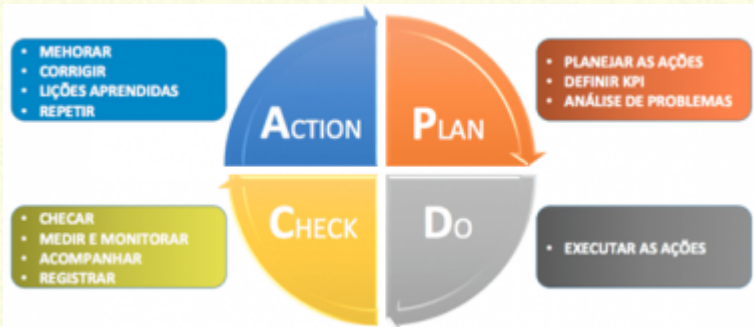 • MEHORAR
• CORRIGIR
• LIÇÕES APRENDIDAS
• REPETIR
ACTION
PLAN
• PLANEJAR AS AÇÕES
• DEFINIR KPI
• ANÁLISE DE PROBLEMAS
• CHECAR
• MEDIR E MONITORAR
• ACOMPANHAR
• REGISTRAR
CHECK
DO
• EXECUTAR AS AÇÕES